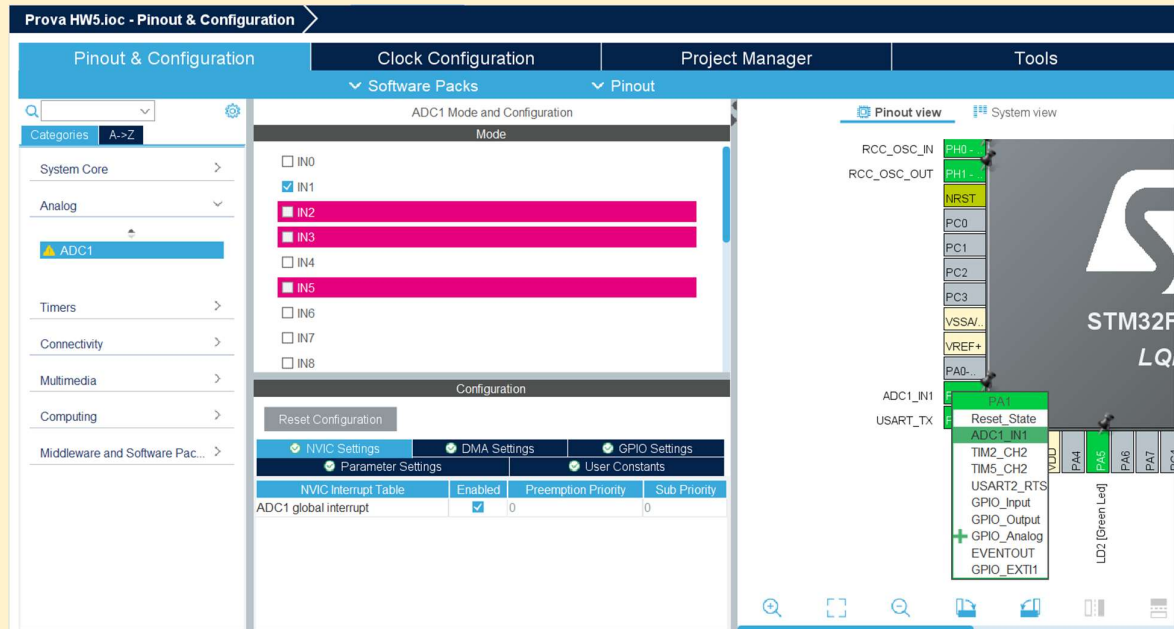 Prova HW5.ioc - Pinout & Configuration
Pinout & Configuration
Clock Configuration
Project Manager
Tools
Software Packs
Pinout
Categories
A->Z
System Core
Analog
ADC1
Timers
Connectivity
Multimedia
Computing
Middleware and Software Pac...
ADC1 Mode and Configuration
Mode
IN0
IN1
IN2
IN3
IN4
IN5
IN6
IN7
IN8
Configuration
Reset Configuration
NVIC Settings
DMA Settings
GPIO Settings
Parameter Settings
User Constants
NVIC Interrupt Table
Enabled
Preemption Priority
Sub Priority
ADC1 global interrupt
0
0
Pinout view
System view
RCC_OSC_IN
PH0 - ..
RCC_OSC_OUT
PH1 - ..
NRST
PC0
PC1
PC2
PC3
VSSA/..
VREF+
PA0-..
ADC1_IN1
USART_TX
STM32F
LQ
PA1
Reset_State
ADC1_IN1
TIM2_CH2
TIM5_CH2
USART2_RTS
GPIO_Input
GPIO_Output
GPIO_Analog
EVENTOUT
GPIO_EXTI1
VDD
PA4
PA5
PA6
PA7
LD2 [Green Led]